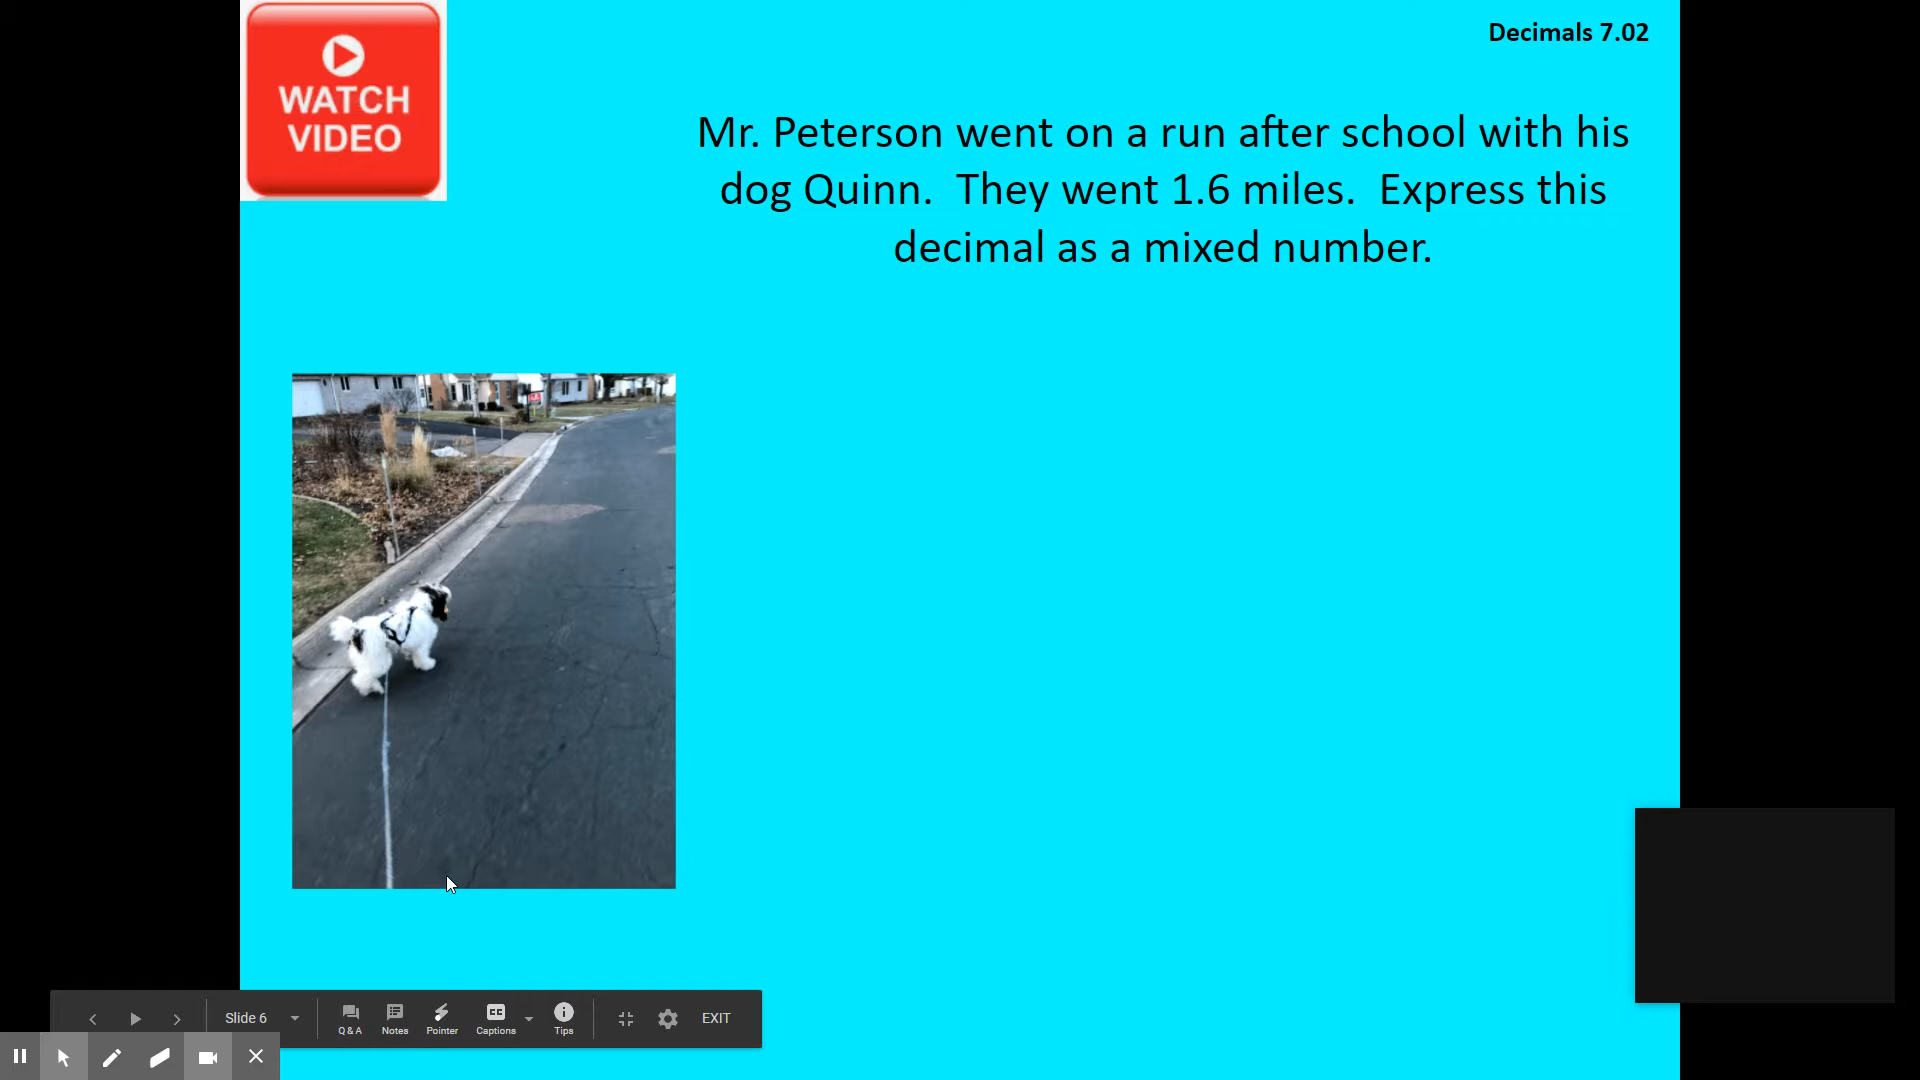 WATCH
VIDEO
Decimals 7.02
Mr. Peterson went on a run after school with his
dog Quinn.  They went 1.6 miles.  Express this
decimal as a mixed number.
Slide 6
Q & A
Notes
Pointer
CC
Captions
Tips
EXIT